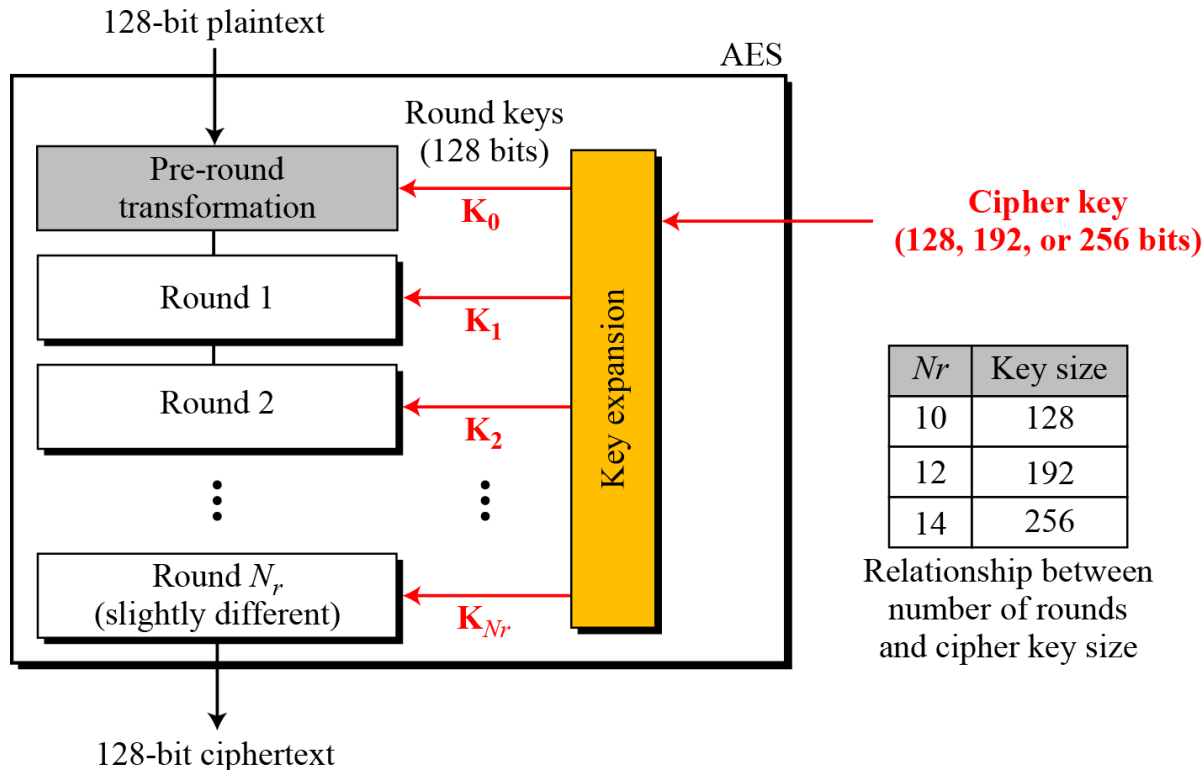 128-bit plaintext
AES
Round keys
(128 bits)
Pre-round
transformation
K0
Cipher key
(128, 192, or 256 bits)
Round 1
K1
Key expansion
Nr Key size
Round 2
K2
10 128
12 192
14 256
Relationship between
number of rounds
and cipher key size
Round Nr
(slightly different)
KNr
128-bit ciphertext